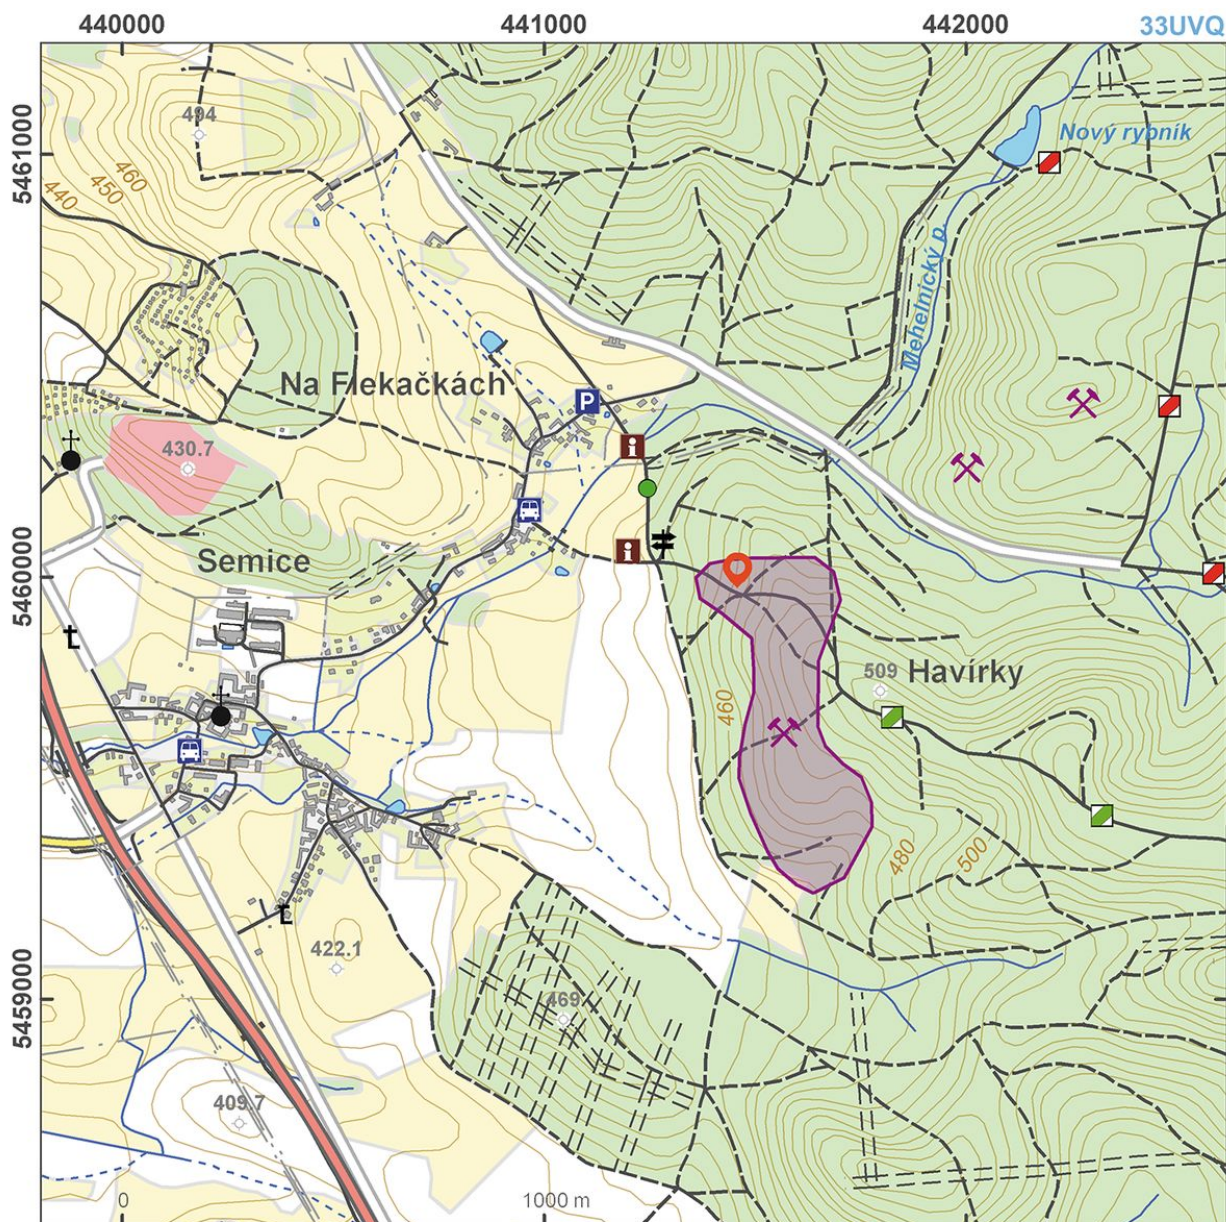 440000 441000 442000 33UVQ
5461000
494
Nový rybník
460
450
440
Mehelnický p.
Na Flekačkách
P
430.7
i
Semice
5460000
i
509 Havírky
460
480
500
422.1
5459000
469
409.7
0 1000 m